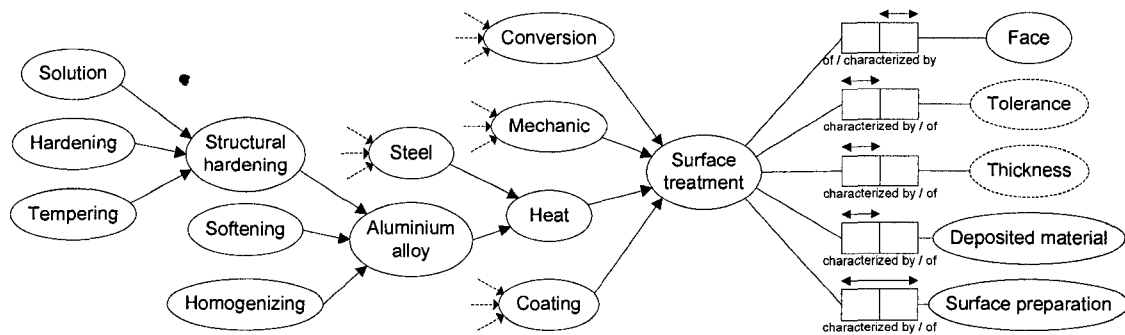 Solution
Hardening
Tempering
Structural
hardening
Softening
Homogenizing
Aluminium
alloy
Steel
Heat
Conversion
Mechanic
Coating
Surface
treatment
of / characterized by
Face
characterized by / of
Tolerance
characterized by / of
Thickness
characterized by / of
Deposited material
characterized by / of
Surface preparation